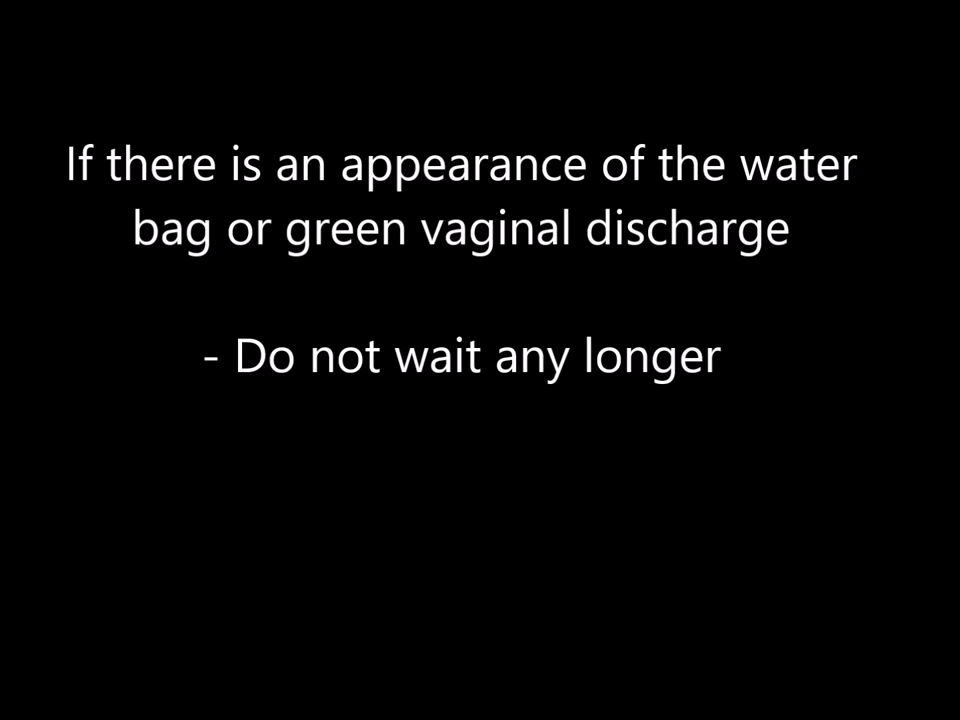 If there is an appearance of the water
bag or green vaginal discharge
- Do not wait any longer